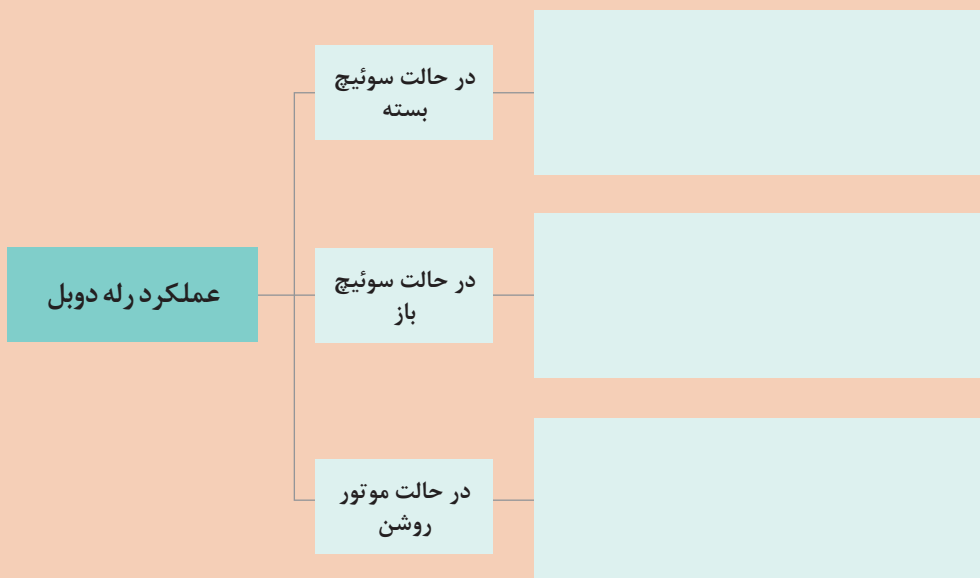 عملکرد رله دوبل
در حالت سوئیچ
بسته
در حالت سوئیچ
باز
در حالت موتور
روشن